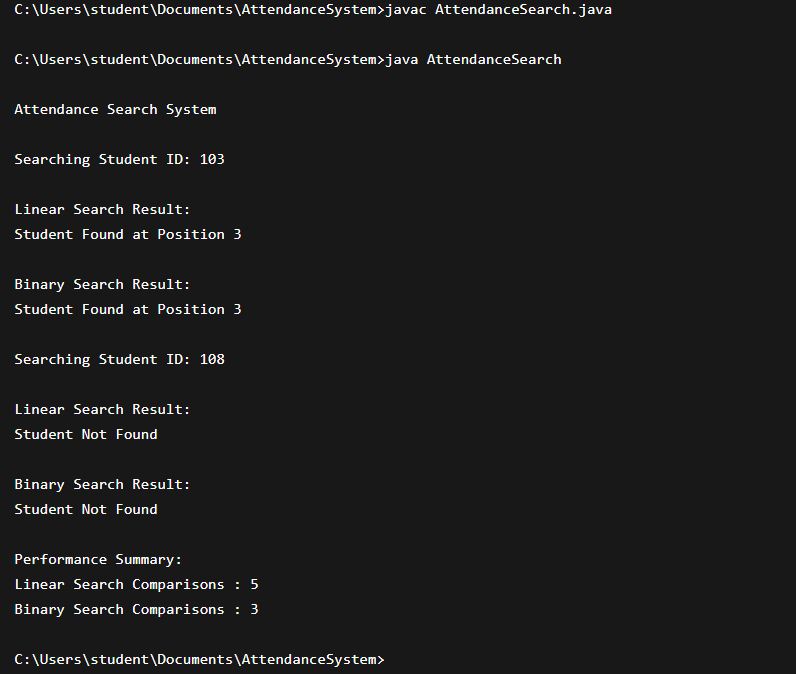 C:\Users\student\Documents\AttendanceSystem>javac AttendanceSearch.java
C:\Users\student\Documents\AttendanceSystem>java AttendanceSearch
Attendance Search System
Searching Student ID: 103
Linear Search Result:
Student Found at Position 3
Binary Search Result:
Student Found at Position 3
Searching Student ID: 108
Linear Search Result:
Student Not Found
Binary Search Result:
Student Not Found
Performance Summary:
Linear Search Comparisons : 5
Binary Search Comparisons : 3
C:\Users\student\Documents\AttendanceSystem>